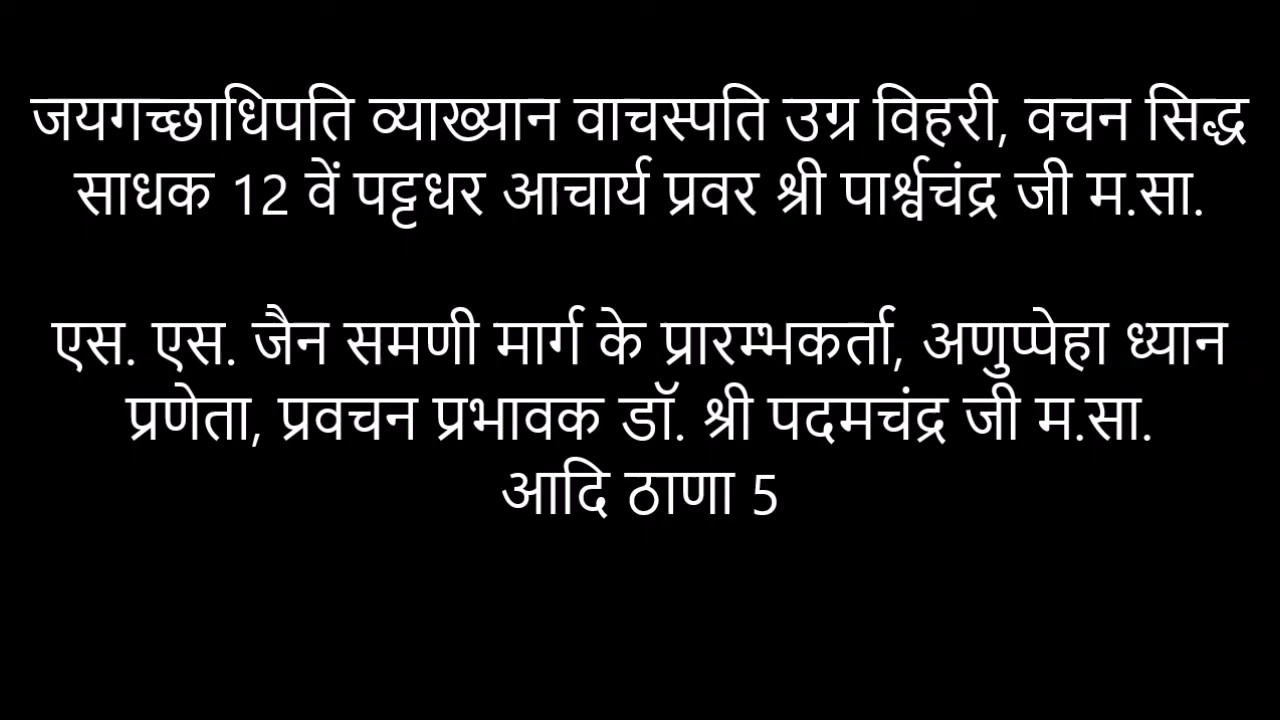 जयगच्छाधिपति व्याख्यान वाचस्पति उग्र विहरी, वचन सिद्ध
साधक 12 वें पट्टधर आचार्य प्रवर श्री पार्श्वचंद्र जी म.सा.
एस. एस. जैन समणी मार्ग के प्रारम्भकर्ता, अणुप्पेहा ध्यान
प्रणेता, प्रवचन प्रभावक डॉ. श्री पदमचंद्र जी म.सा.
आदि ठाणा 5